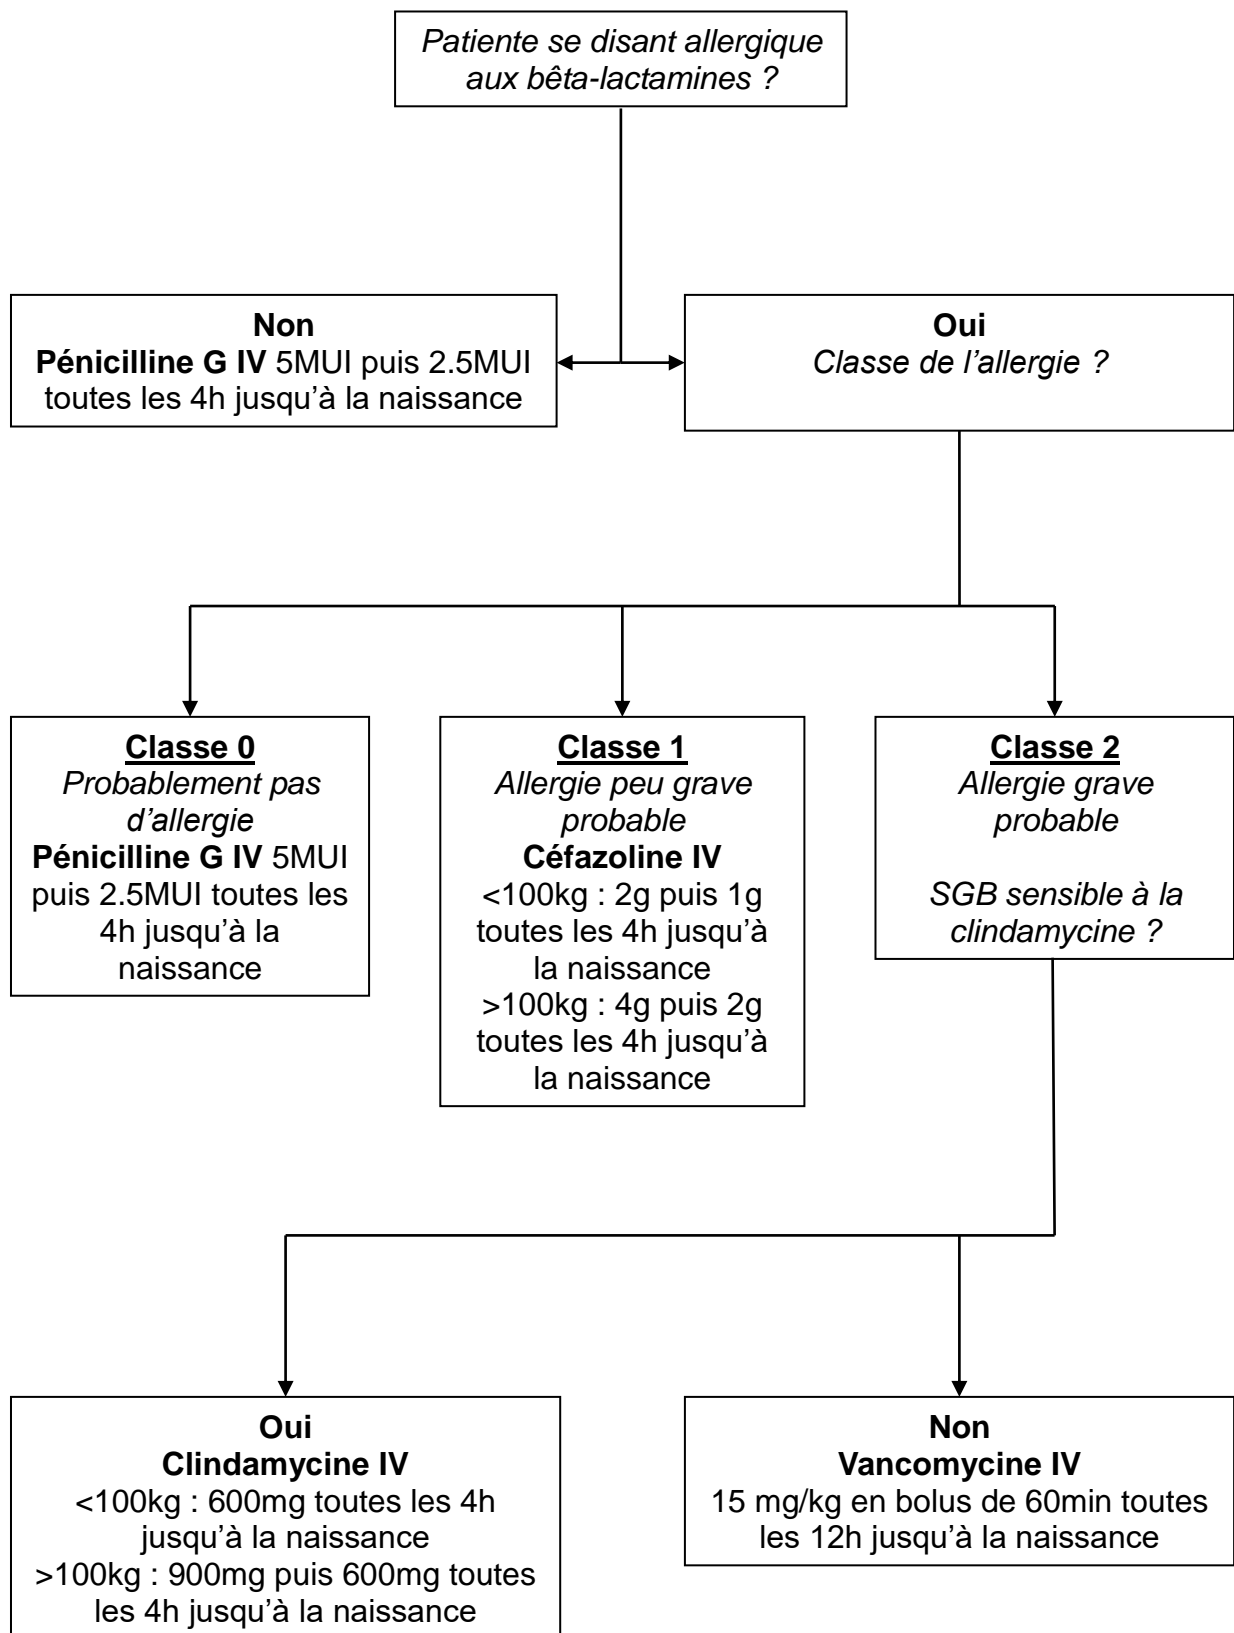 Patiente se disant allergique
aux bêta-lactamines ?
Non
Pénicilline G IV 5MUI puis 2.5MUI
toutes les 4h jusqu'à la naissance
Oui
Classe de l'allergie ?
Classe 0
Probablement pas
d'allergie
Pénicilline G IV 5MUI
puis 2.5MUI toutes les
4h jusqu'à la
naissance
Classe 1
Allergie peu grave
probable
Céfazoline IV
<100kg : 2g puis 1g
toutes les 4h jusqu'à
la naissance
>100kg : 4g puis 2g
toutes les 4h jusqu'à
la naissance
Classe 2
Allergie grave
probable
SGB sensible à la
clindamycine ?
Oui
Clindamycine IV
<100kg : 600mg toutes les 4h
jusqu'à la naissance
>100kg : 900mg puis 600mg toutes
les 4h jusqu'à la naissance
Non
Vancomycine IV
15 mg/kg en bolus de 60min toutes
les 12h jusqu'à la naissance